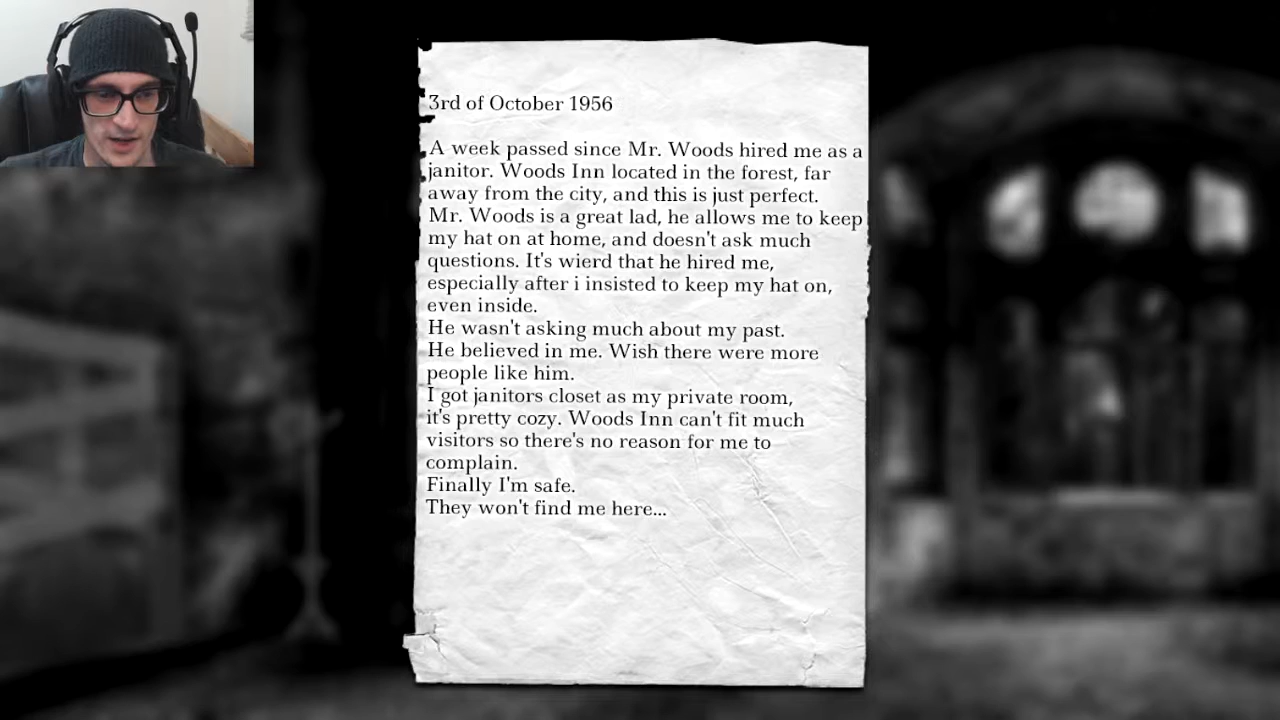 3rd of October 1956
A week passed since Mr. Woods hired me as a
janitor. Woods Inn located in the forest, far
away from the city, and this is just perfect.
Mr. Woods is a great lad, he allows me to keep
my hat on at home, and doesn't ask much
questions. It's wierd that he hired me,
especially after i insisted to keep my hat on,
even inside.
He wasn't asking much about my past.
He believed in me. Wish there were more
people like him.
I got janitors closet as my private room,
it's pretty cozy. Woods Inn can't fit much
visitors so there's no reason for me to
complain.
Finally I'm safe.
They won't find me here...